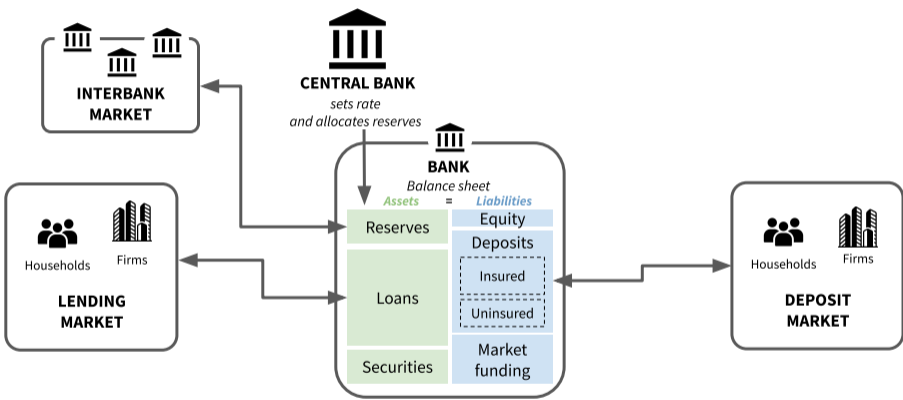 INTERBANK
MARKET
CENTRAL BANK
sets rate
and allocates reserves
BANK
Balance sheet
Assets = Liabilities
Reserves
Loans
Securities
Equity
Deposits
Insured
Uninsured
Market
funding
Households
Firms
LENDING
MARKET
Households
Firms
DEPOSIT
MARKET